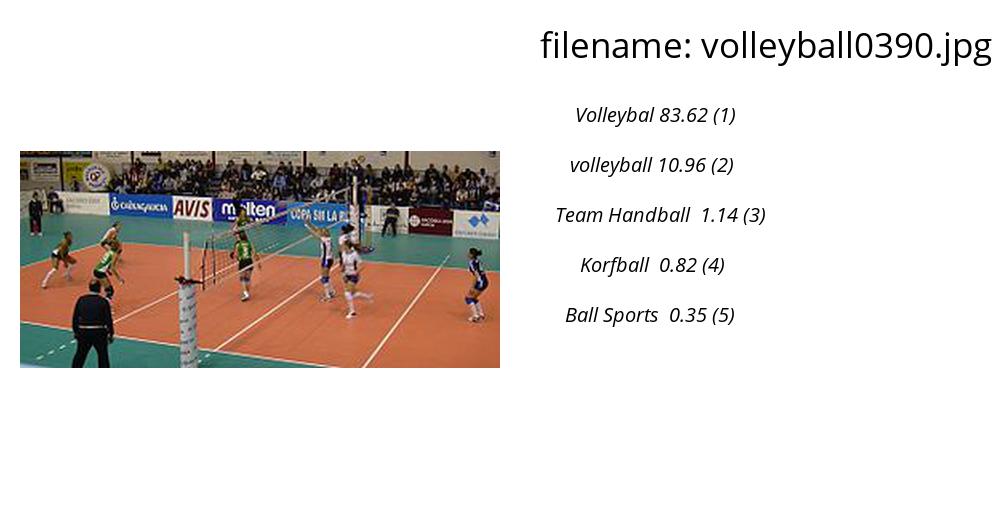 filename: volleyball0390.jpg
Volleybal 83.62 (1)
volleyball 10.96 (2)
Team Handball 1.14 (3)
Korfball 0.82 (4)
Ball Sports 0.35 (5)
CAIXAGALICIA
AVIS
molten
COPA SM LA R